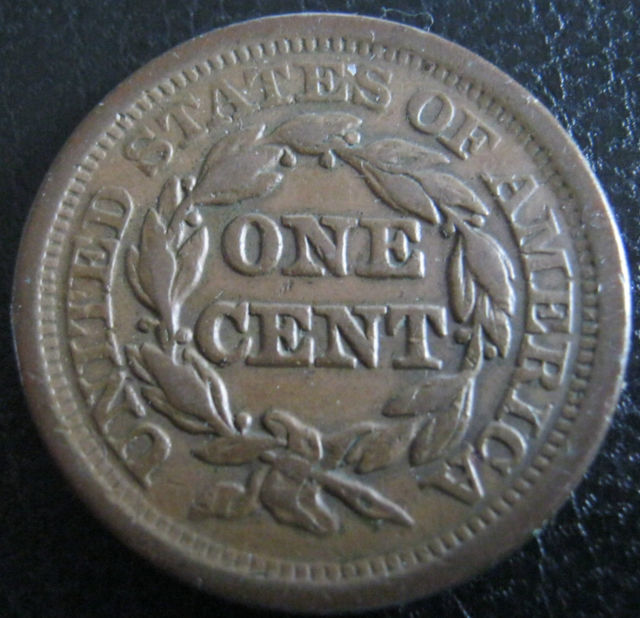 UNITED STATES OF AMERICA
ONE
CENT